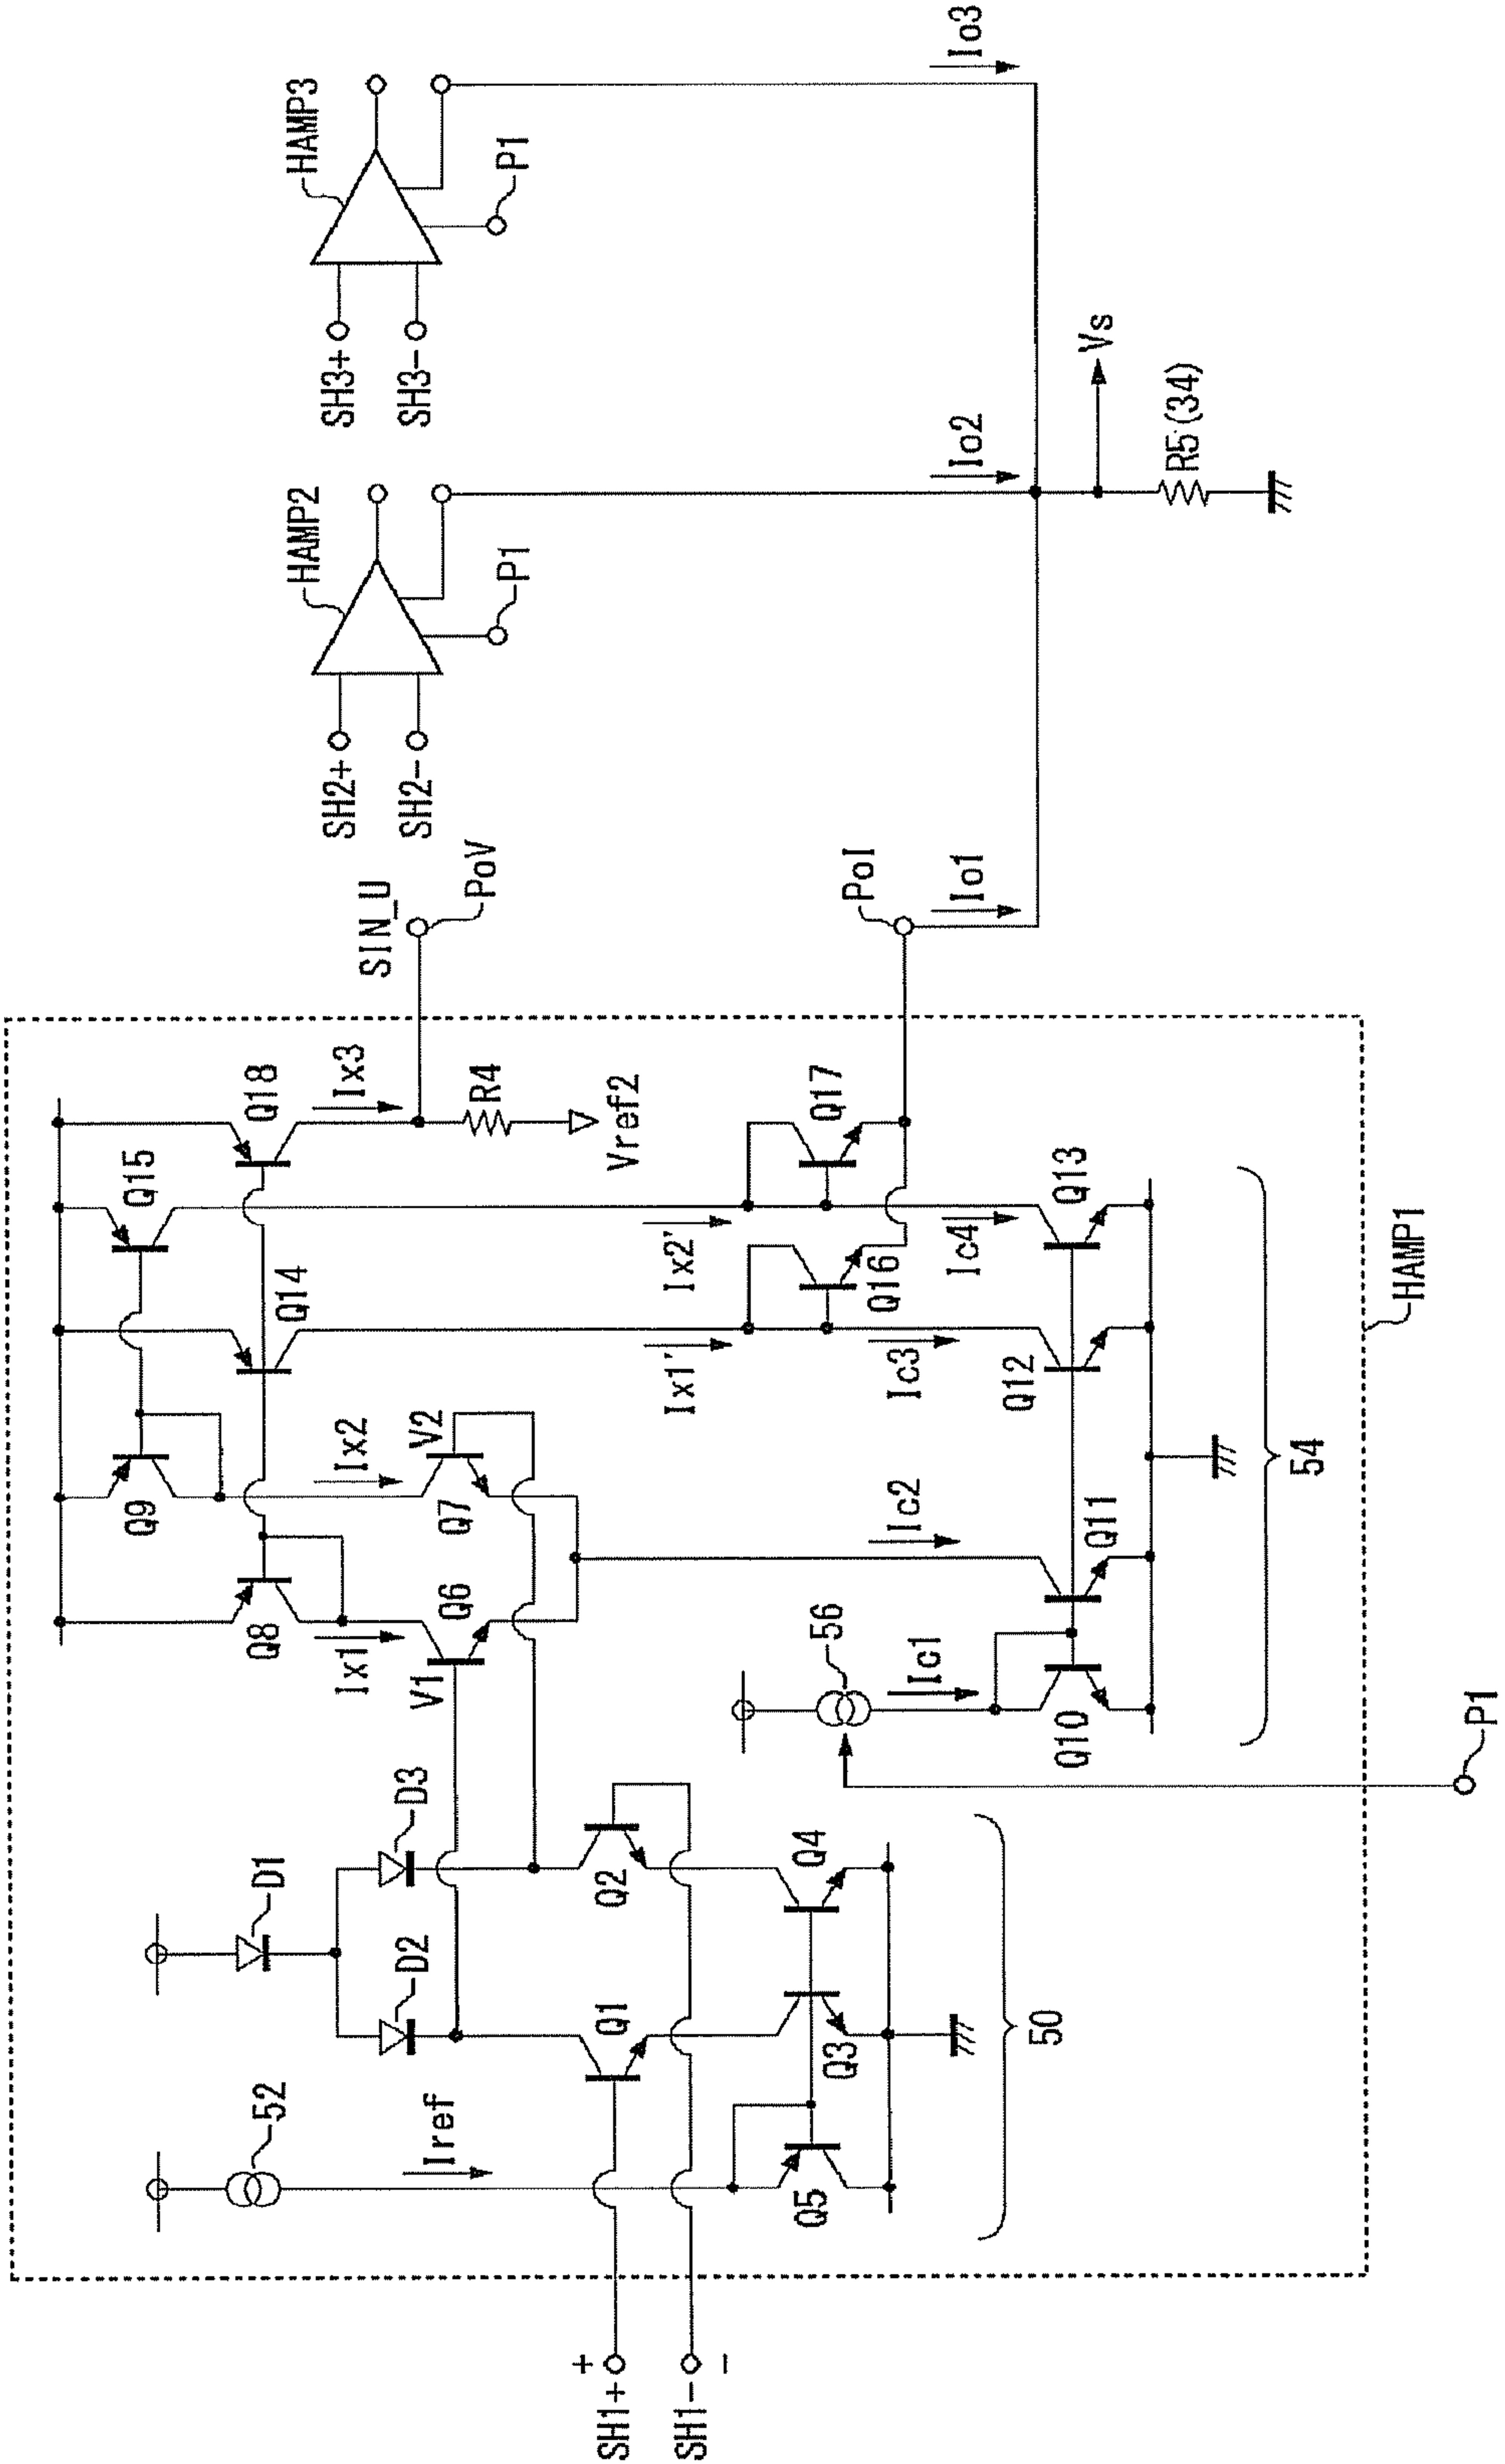 Q15
Q18
Ix3
SIN_U
PoV
R4
Vref2
Q9
Q14
Q8
Ix1
Ix2
V1
Q6
V2
Q7
Ix1'
Ix2'
Q16
Q17
PoI
Io1
D1
D2
D3
52
Iref
Q1
Q2
Q5
Q3
Q4
50
56
Ic1
Ic2
Ic3
Ic4
Q10
Q11
Q12
Q13
54
SH1+
+
SH1-
-
P1
HAMP1
HAMP2
SH2+
SH2-
P1
Io2
HAMP3
SH3+
SH3-
P1
Io3
Vs
R5(34)